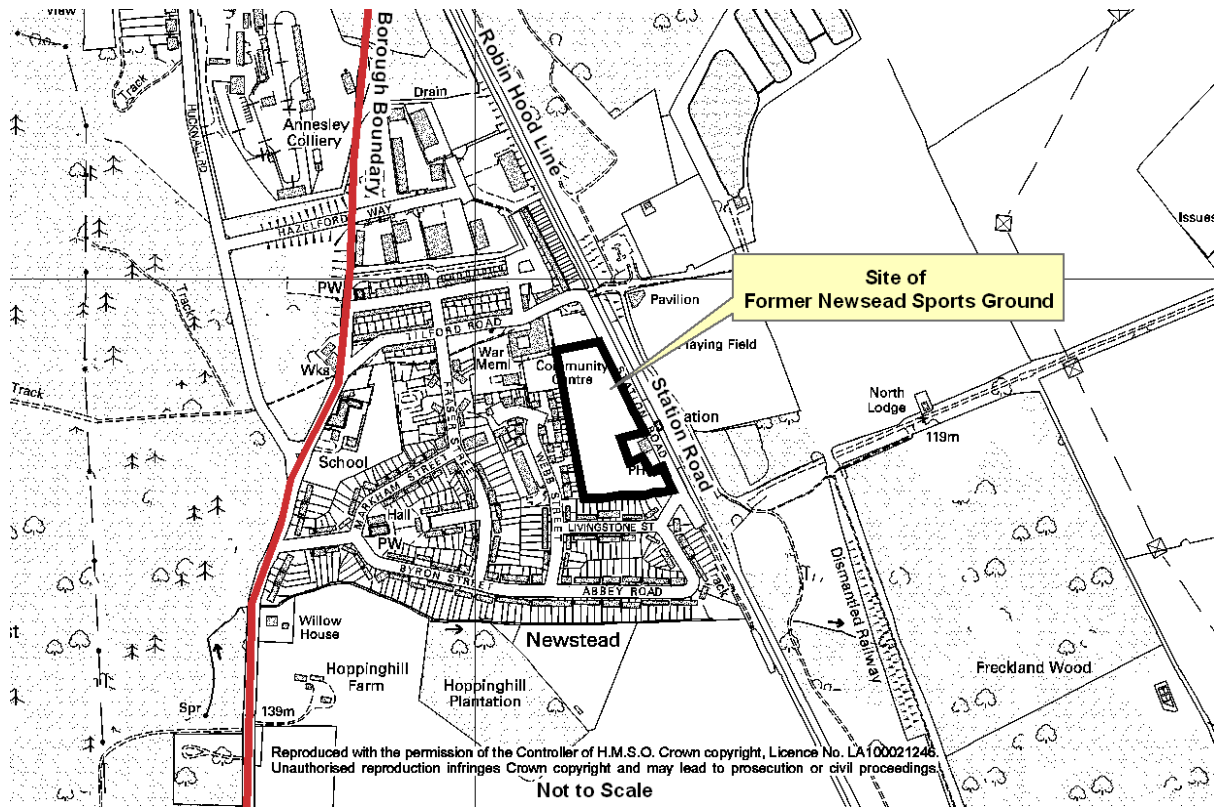 view
Track
HUCKNALL RD
Annesley
Colliery
Borough Boundary
Drain
Robin Hood Line
HAZELFORD WAY
Issues
Track
PW
Site of
Former Newsead Sports Ground
Pavilion
TILFORD ROAD
War
Meml
Community
Centre
Playing Field
Wks
Track
FRASER STREET
STATION ROAD
Station Road
North
Lodge
119m
School
MARKHAM STREET
WEBB STREET
PH
Hall
PW
LIVINGSTONE ST
BYRON STREET
ABBEY ROAD
Track
Willow
House
Newstead
Dismantled Railway
Hoppinghill
Farm
Hoppinghill
Plantation
Freckland Wood
Spr
139m
Reproduced with the permission of the Controller of H.M.S.O. Crown copyright, Licence No. LA100021246.
Unauthorised reproduction infringes Crown copyright and may lead to prosecution or civil proceedings.
Not to Scale